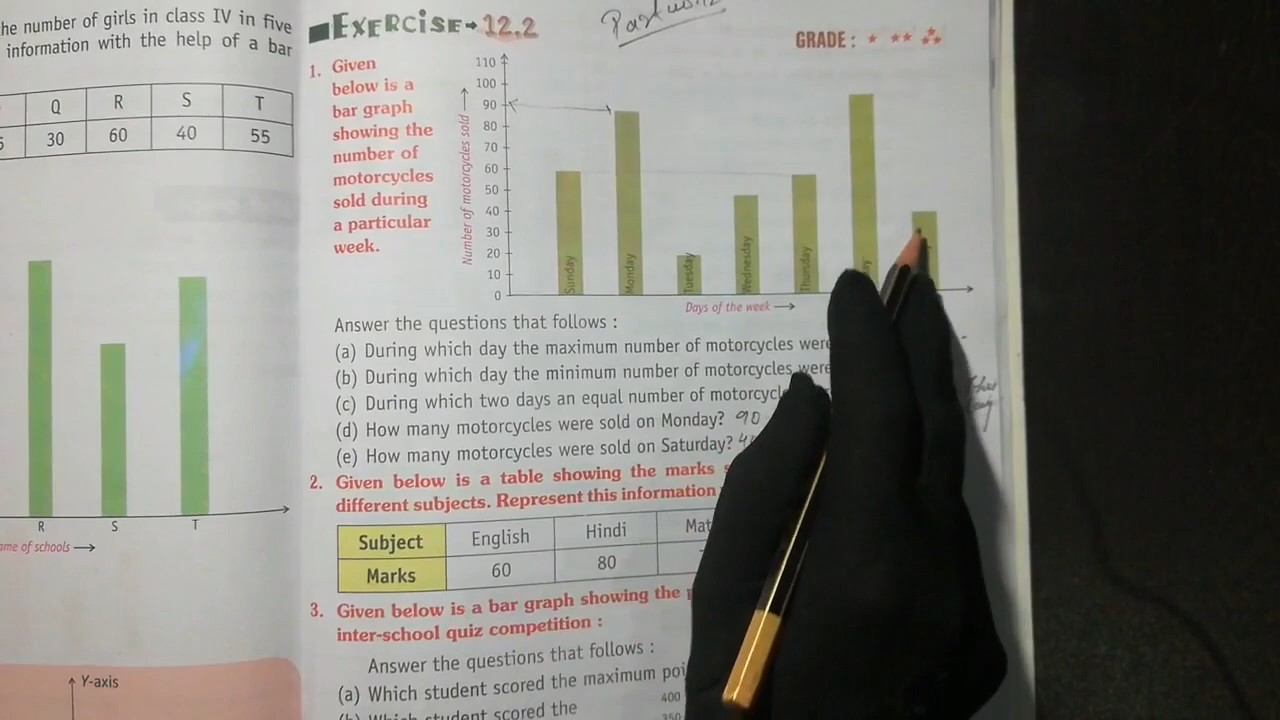 he number of girls in class IV in five
information with the help of a bar
Q R S T
30 60 40 55
R S T
ame of schools →
Y-axis
EXERCISE → 12.2
GRADE : ★ ★★ ★★★
1. Given
below is a
bar graph
showing the
number of
motorcycles
sold during
a particular
week.
Number of motorcycles sold →
110
100
90
80
70
60
50
40
30
20
10
0
Sunday
Monday
Tuesday
Wednesday
Thursday
Days of the week →
Answer the questions that follows :
(a) During which day the maximum number of motorcycles were
(b) During which day the minimum number of motorcycles were
(c) During which two days an equal number of motorcycl
(d) How many motorcycles were sold on Monday? 90
(e) How many motorcycles were sold on Saturday? 4
2. Given below is a table showing the marks
different subjects. Represent this information
Subject English Hindi Mat
Marks 60 80
3. Given below is a bar graph showing the
inter-school quiz competition :
Answer the questions that follows :
(a) Which student scored the maximum poi
400
(b) Which student scored the
350